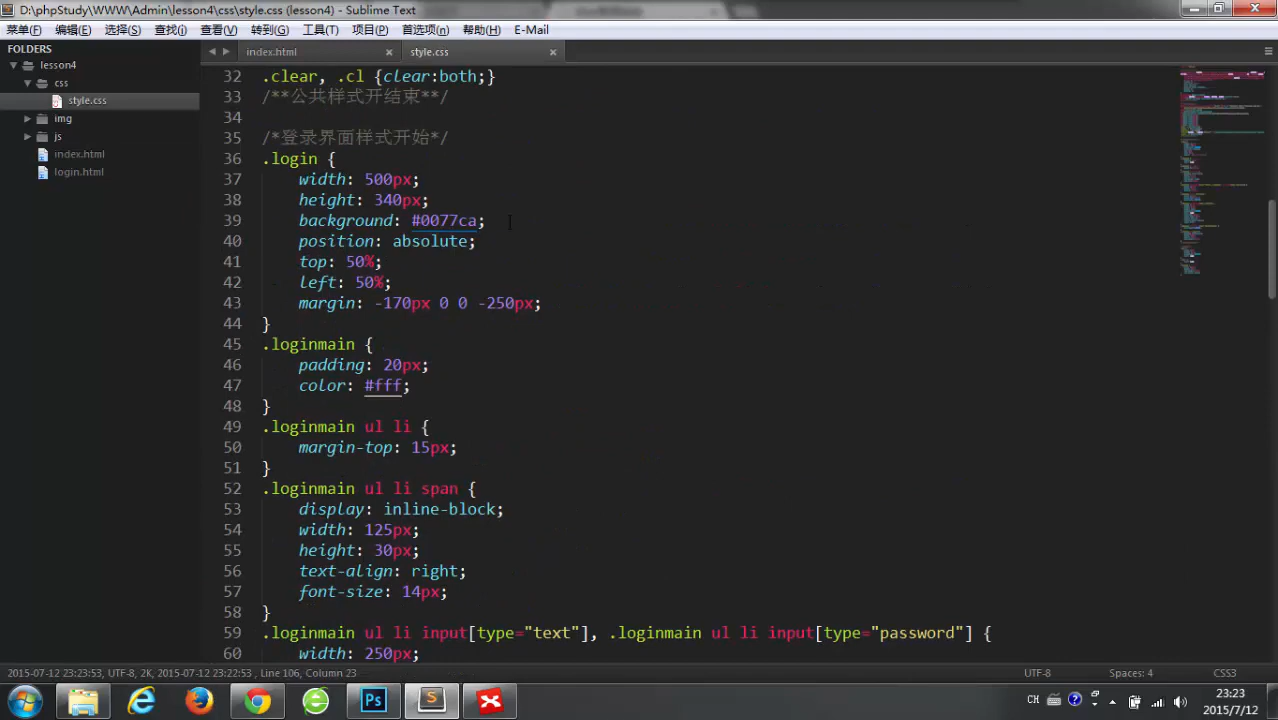 D:\phpStudy\WWW\Admin\lesson4\css\style.css (lesson4) - Sublime Text
菜单(F) 编辑(E) 选择(S) 查找(i) 查看(V) 转到(G) 工具(T) 项目(P) 首选项(n) 帮助(H) E-Mail
FOLDERS
lesson4
css
style.css
img
js
index.html
login.html
index.html style.css
32 .clear, .cl {clear:both;}
33 /**公共样式开结束**/
34
35 /*登录界面样式开始*/
36 .login {
37 width: 500px;
38 height: 340px;
39 background: #0077ca;
40 position: absolute;
41 top: 50%;
42 left: 50%;
43 margin: -170px 0 0 -250px;
44 }
45 .loginmain {
46 padding: 20px;
47 color: #fff;
48 }
49 .loginmain ul li {
50 margin-top: 15px;
51 }
52 .loginmain ul li span {
53 display: inline-block;
54 width: 125px;
55 height: 30px;
56 text-align: right;
57 font-size: 14px;
58 }
59 .loginmain ul li input[type="text"], .loginmain ul li input[type="password"] {
60 width: 250px;
2015-07-12 23:23:53, UTF-8, 2K, 2015-07-12 23:22:53, Line 106, Column 23 UTF-8 Spaces: 4 CSS3
Ps S CH 23:23
2015/7/12